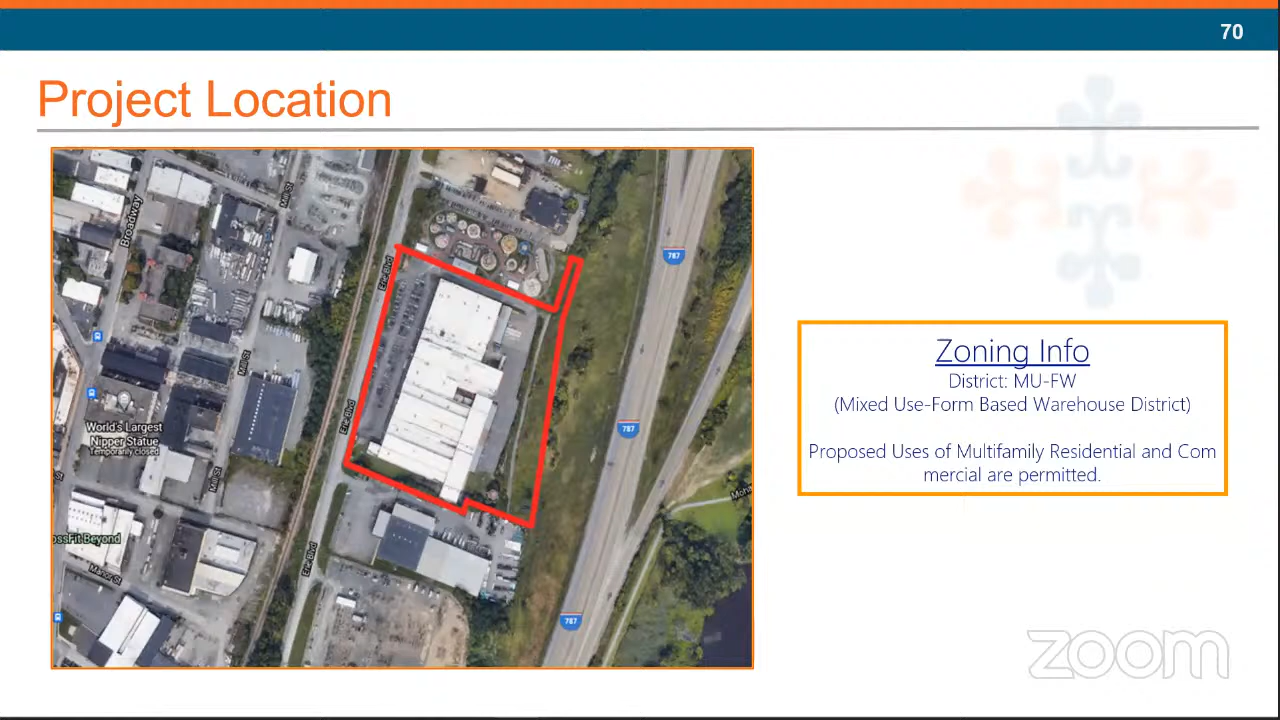 70
Project Location
Mill St
Broadway
787
Erie Blvd
Mill St
Erie Blvd
World's Largest
Nipper Statue
Temporarily closed
787
Mill St
Moha
ossFit Beyond
Erie Blvd
Manor St
787
Zoning Info
District: MU-FW
(Mixed Use-Form Based Warehouse District)
Proposed Uses of Multifamily Residential and Com
mercial are permitted.
zoom